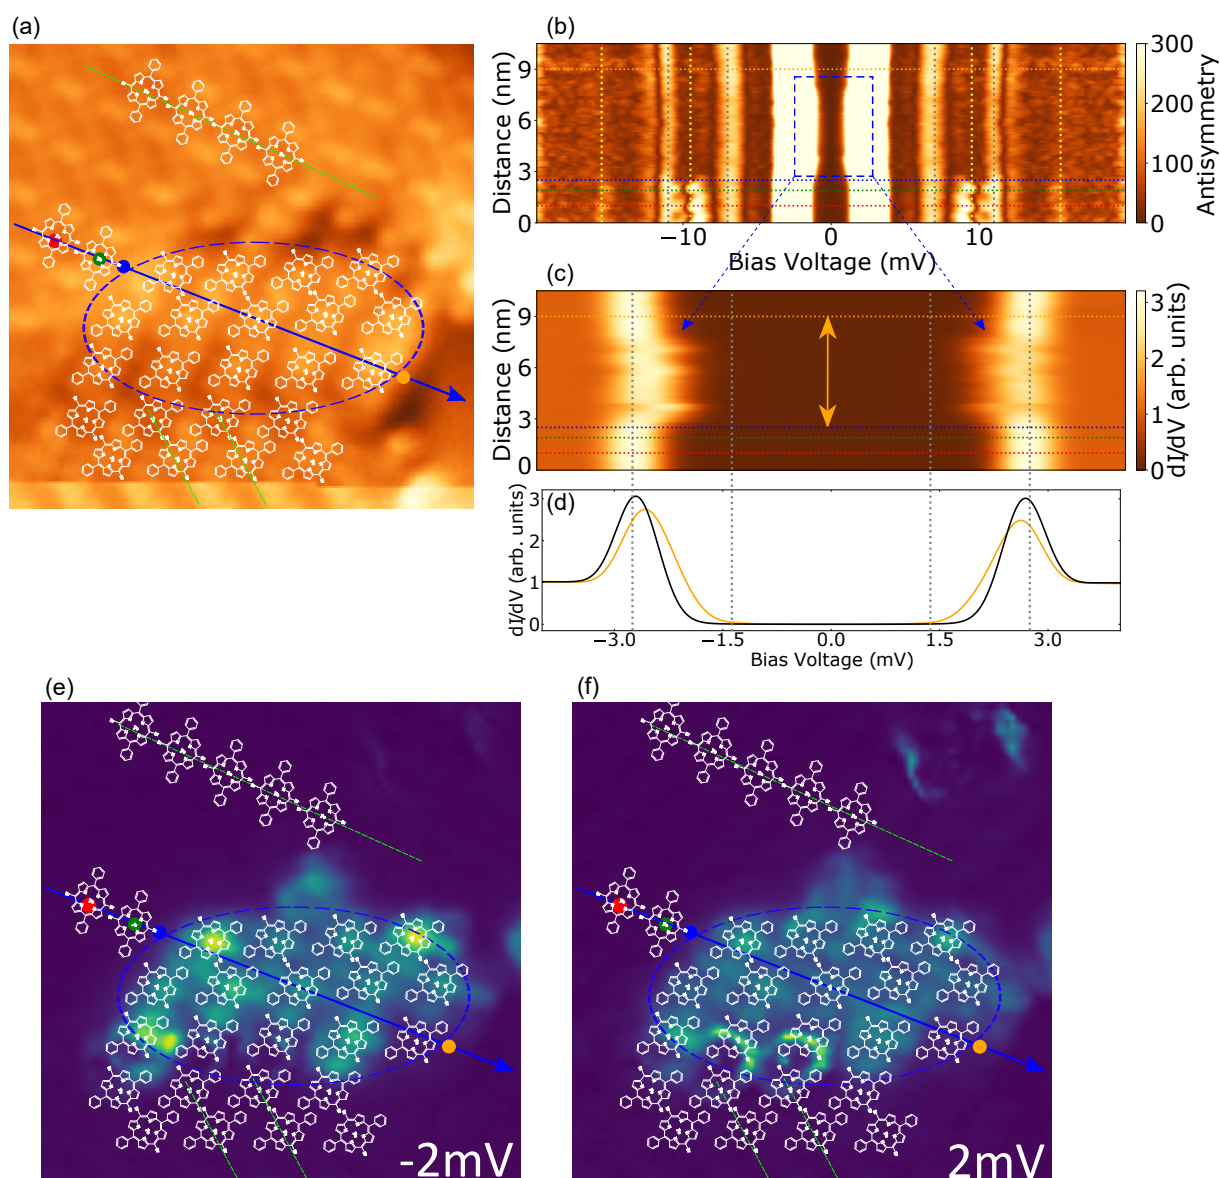 (a)
(b)
Distance (nm)
9
6
3
0
−10
0
10
Bias Voltage (mV)
300
200
100
0
Antisymmetry
(c)
Distance (nm)
9
6
3
0
3
2
1
0
dI/dV (arb. units)
(d)
dI/dV (arb. units)
3
2
1
0
−3.0
−1.5
0.0
1.5
3.0
Bias Voltage (mV)
(e)
-2mV
(f)
2mV